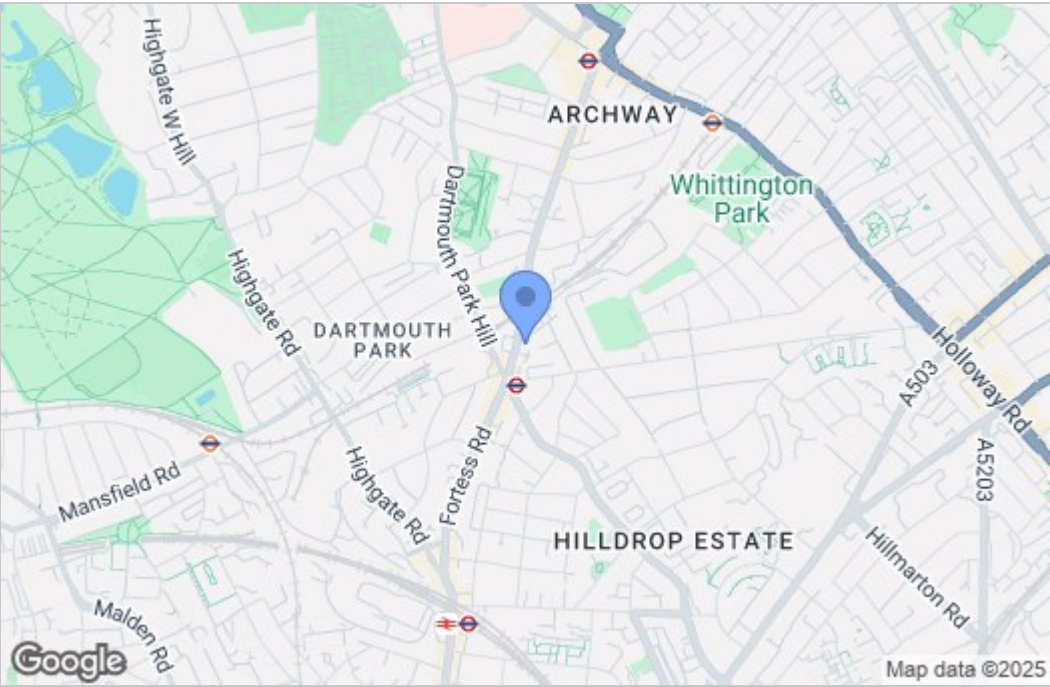 Highgate W Hill
ARCHWAY
Whittington
Park
Dartmouth Park Hill
Highgate Rd
DARTMOUTH
PARK
A503
Holloway Rd
Fortess Rd
Highgate Rd
Mansfield Rd
A5203
HILLDROP ESTATE
Hillmarton Rd
Malden Rd
Google
Map data ©2025